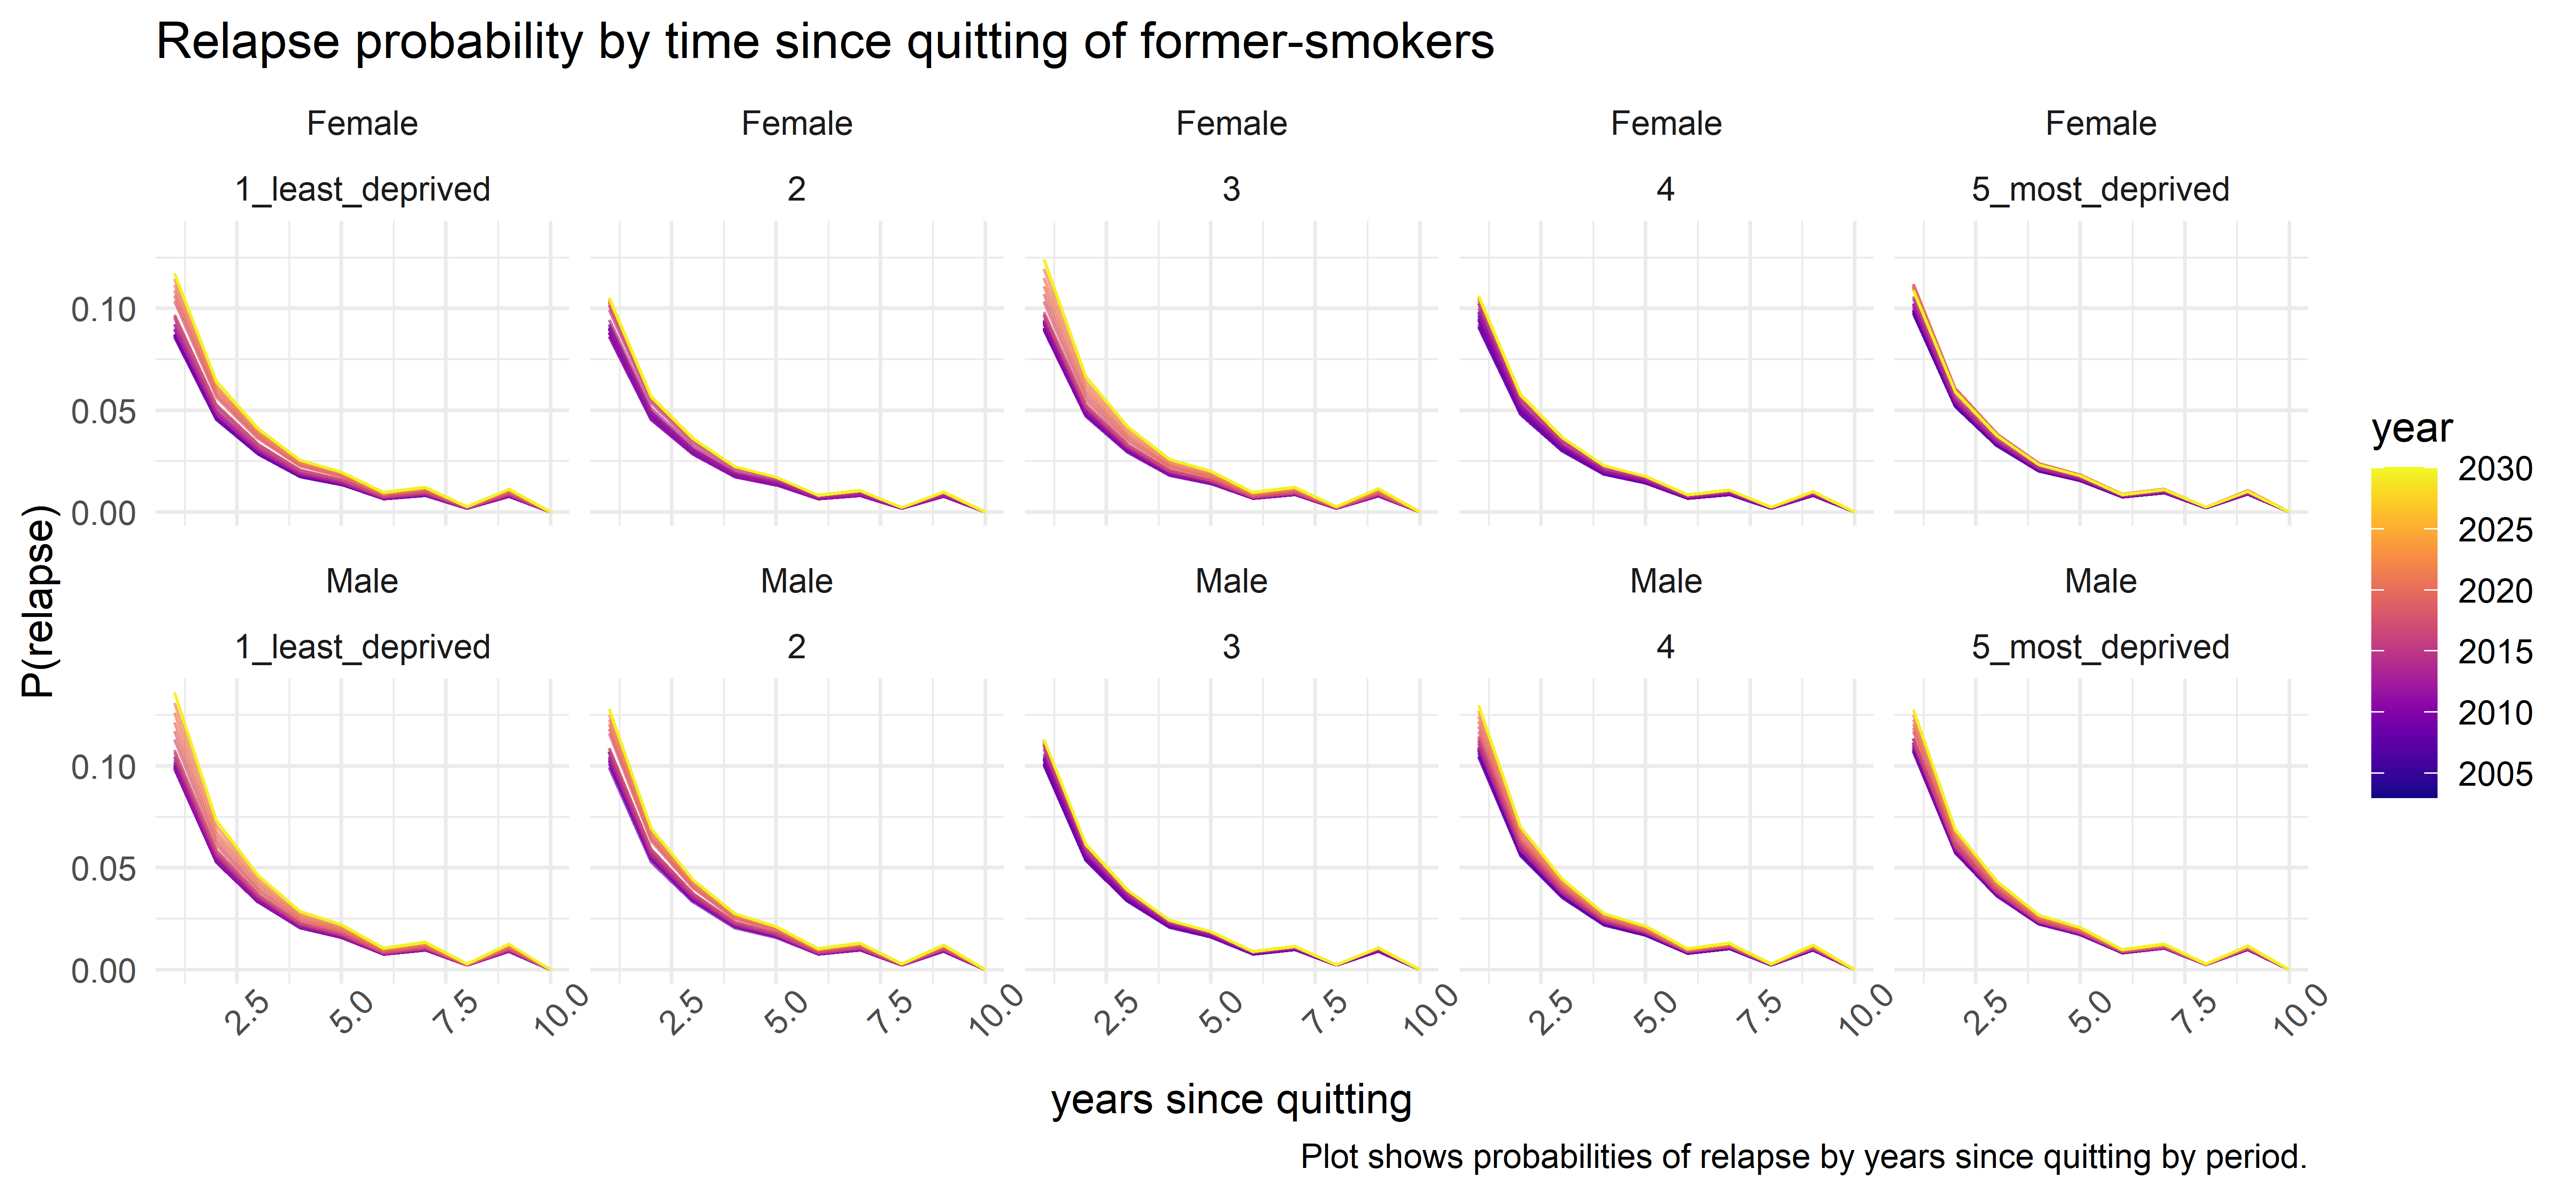 Relapse probability by time since quitting of former-smokers
Female Female Female Female Female
1_least_deprived 2 3 4 5_most_deprived
0.10
0.05
0.00
Male Male Male Male Male
1_least_deprived 2 3 4 5_most_deprived
0.10
0.05
0.00
2.5 5.0 7.5 10.0 2.5 5.0 7.5 10.0 2.5 5.0 7.5 10.0 2.5 5.0 7.5 10.0 2.5 5.0 7.5 10.0
P(relapse)
years since quitting
year
2030
2025
2020
2015
2010
2005
Plot shows probabilities of relapse by years since quitting by period.